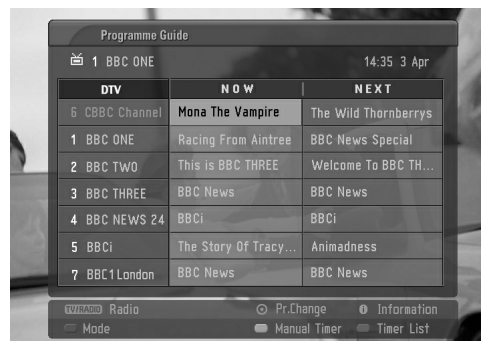 Programme Guide
1 BBC ONE 14:35 3 Apr
DTV NOW NEXT
6 CBBC Channel Mona The Vampire The Wild Thornberrys
1 BBC ONE Racing From Aintree BBC News Special
2 BBC TWO This is BBC THREE Welcome To BBC TH...
3 BBC THREE BBC News BBC News
4 BBC NEWS 24 BBCi BBCi
5 BBCi The Story Of Tracy... Animadness
7 BBC1 London BBC News BBC News
TV/RADIO Radio Pr.Change i Information
Mode Manual Timer Timer List